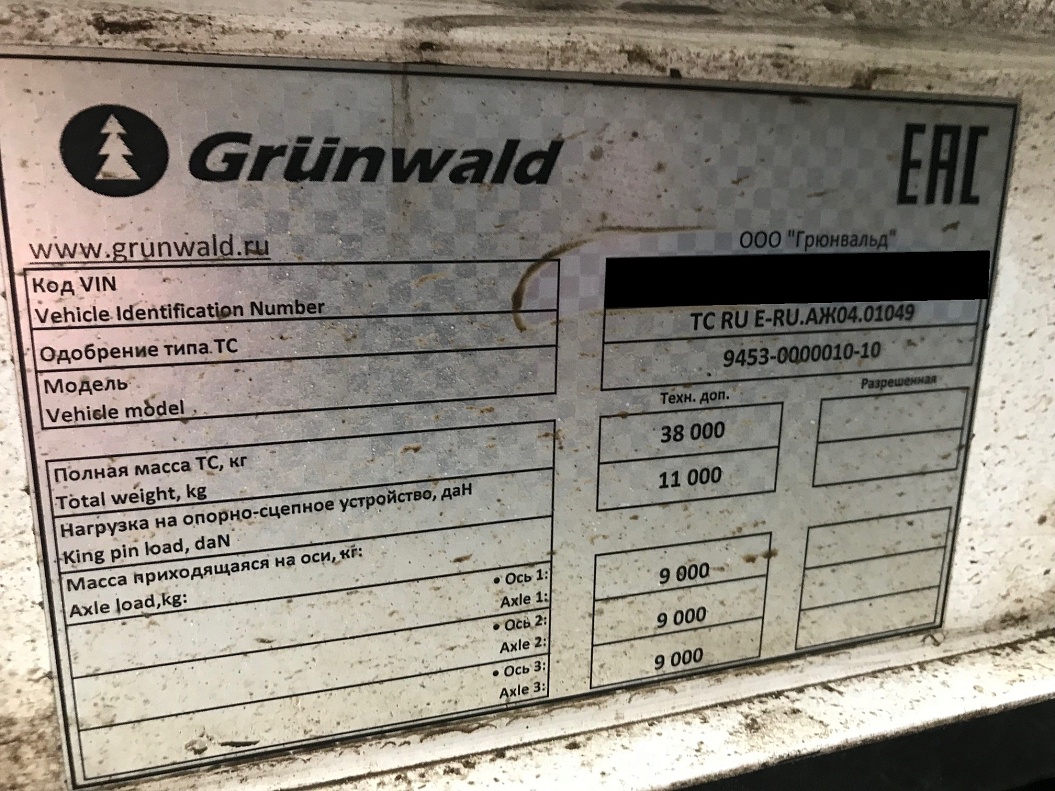 Grünwald
EAC
www.grunwald.ru
ООО "Грюнвальд"
Код VIN
Vehicle Identification Number
Одобрение типа ТС
ТС RU E-RU.АЖ04.01049
Модель
Vehicle model
9453-0000010-10
Техн. доп.
Разрешенная
Полная масса ТС, кг
Total weight, kg
38 000
Нагрузка на опорно-сцепное устройство, даН
King pin load, daN
11 000
Масса приходящаяся на оси, кг:
Axle load,kg:
• Ось 1:
Axle 1:
9 000
• Ось 2:
Axle 2:
9 000
• Ось 3:
Axle 3:
9 000